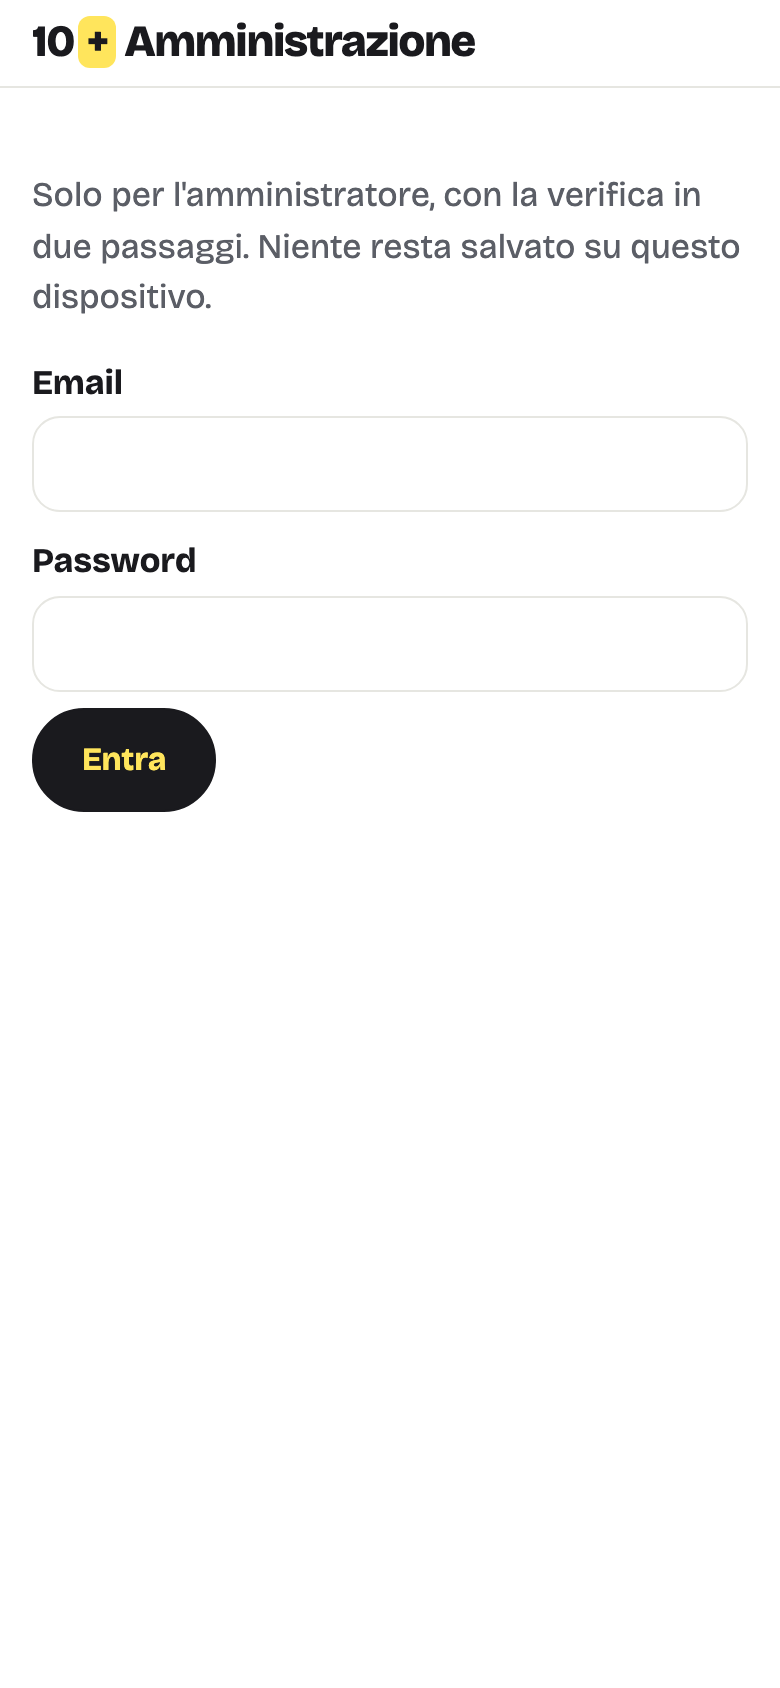 10+ Amministrazione
Solo per l'amministratore, con la verifica in
due passaggi. Niente resta salvato su questo
dispositivo.
Email
Password
Entra